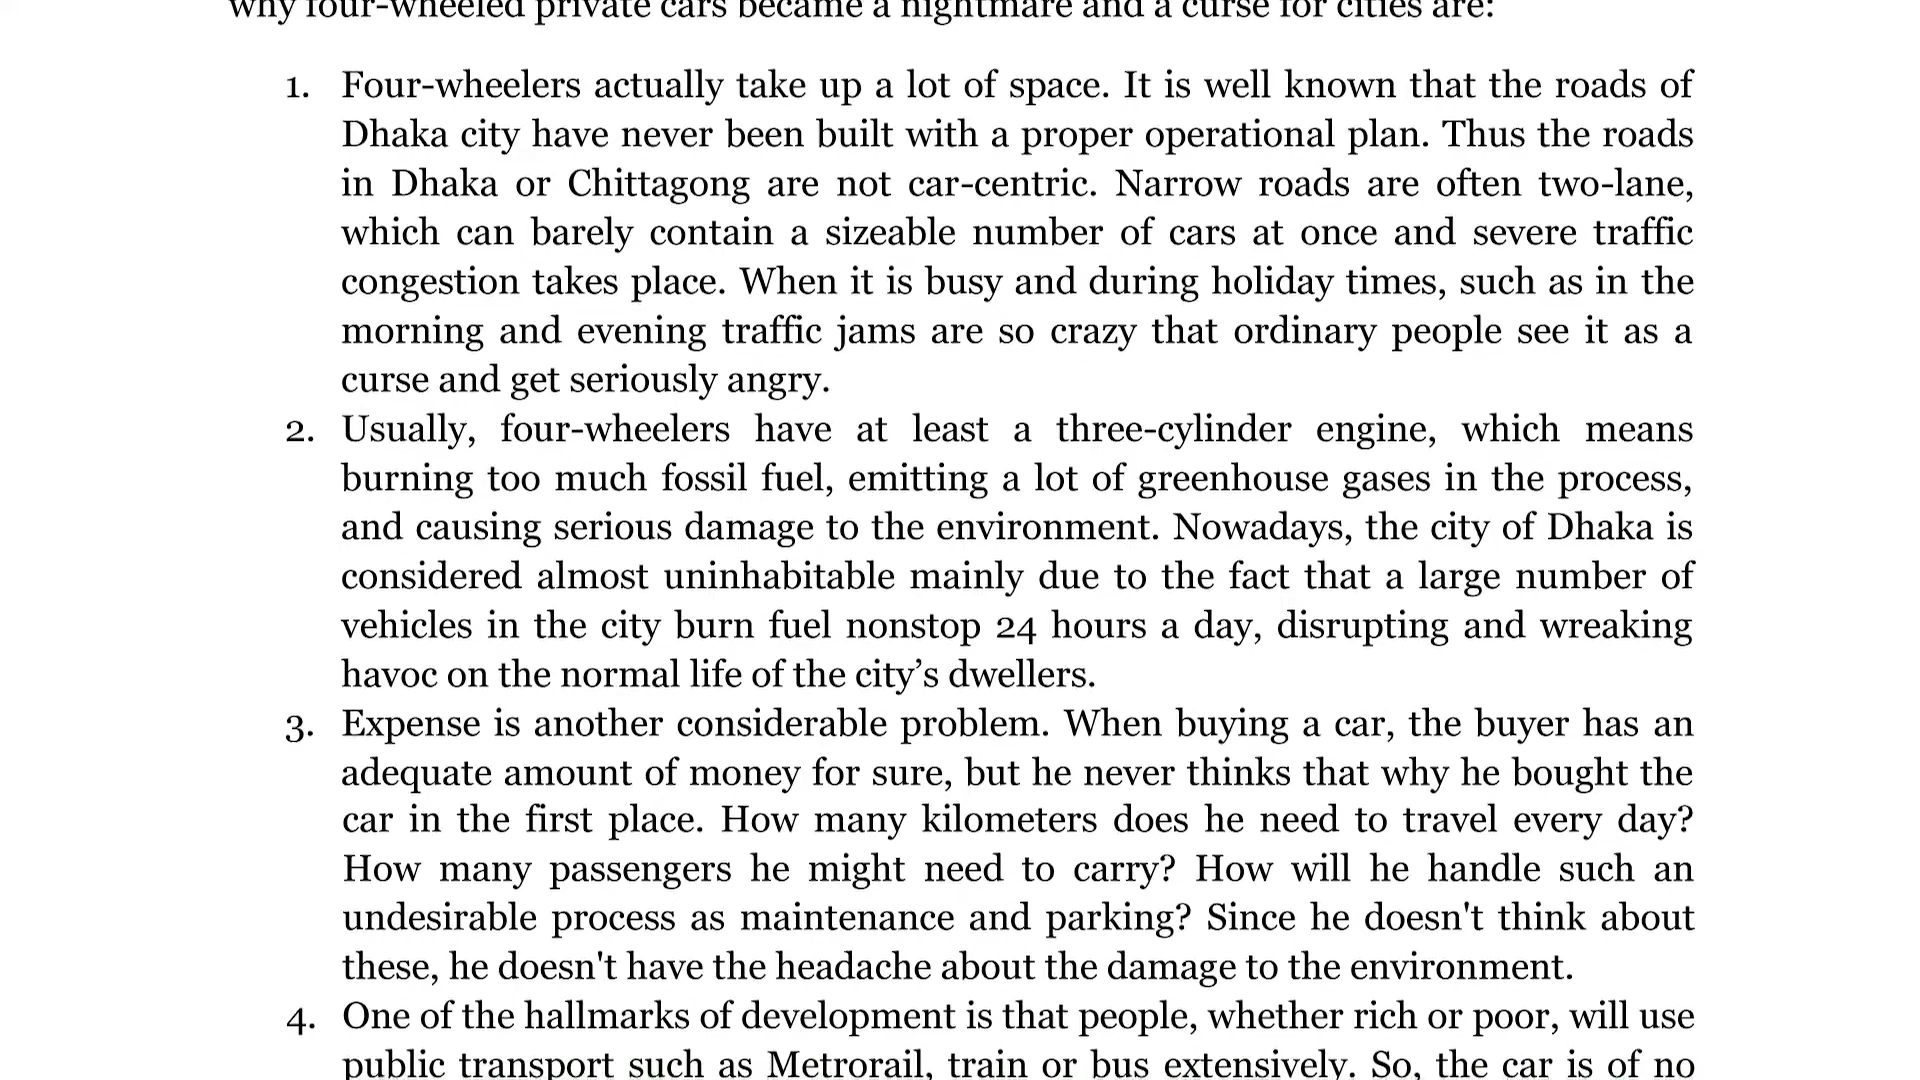 why four-wheeled private cars became a nightmare and a curse for cities are:
1. Four-wheelers actually take up a lot of space. It is well known that the roads of
Dhaka city have never been built with a proper operational plan. Thus the roads
in Dhaka or Chittagong are not car-centric. Narrow roads are often two-lane,
which can barely contain a sizeable number of cars at once and severe traffic
congestion takes place. When it is busy and during holiday times, such as in the
morning and evening traffic jams are so crazy that ordinary people see it as a
curse and get seriously angry.
2. Usually, four-wheelers have at least a three-cylinder engine, which means
burning too much fossil fuel, emitting a lot of greenhouse gases in the process,
and causing serious damage to the environment. Nowadays, the city of Dhaka is
considered almost uninhabitable mainly due to the fact that a large number of
vehicles in the city burn fuel nonstop 24 hours a day, disrupting and wreaking
havoc on the normal life of the city’s dwellers.
3. Expense is another considerable problem. When buying a car, the buyer has an
adequate amount of money for sure, but he never thinks that why he bought the
car in the first place. How many kilometers does he need to travel every day?
How many passengers he might need to carry? How will he handle such an
undesirable process as maintenance and parking? Since he doesn't think about
these, he doesn't have the headache about the damage to the environment.
4. One of the hallmarks of development is that people, whether rich or poor, will use
public transport such as Metrorail, train or bus extensively. So, the car is of no